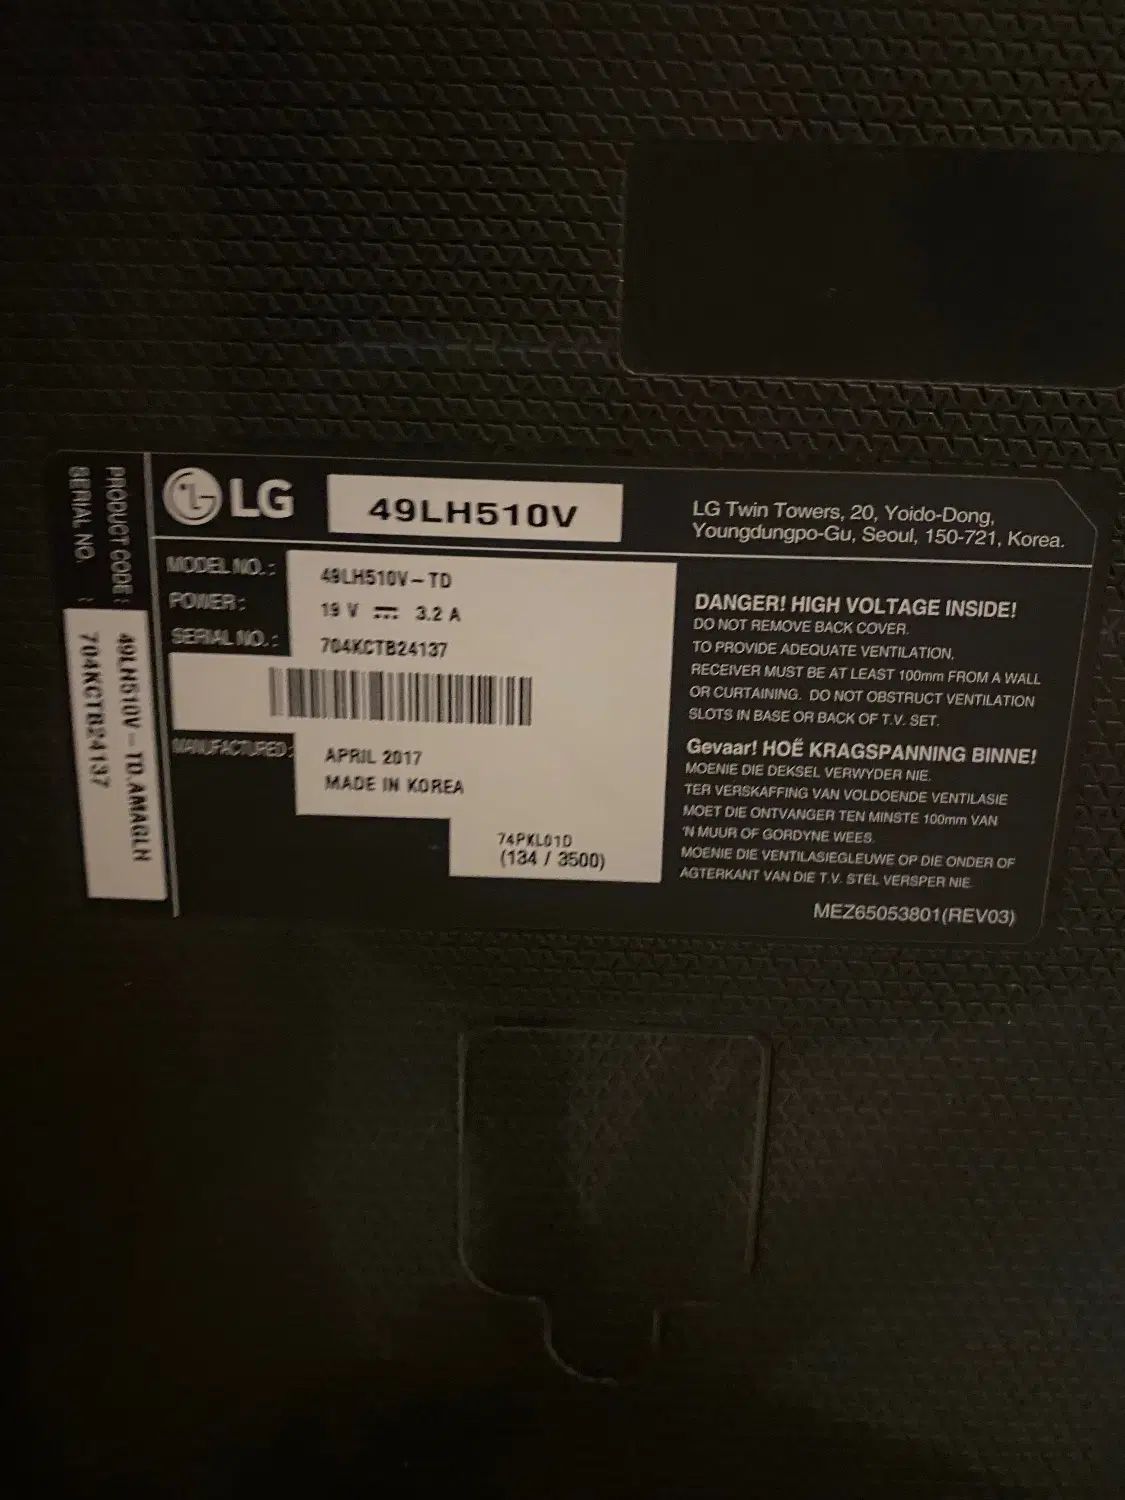 LG
49LH510V
LG Twin Towers, 20, Yoido-Dong,
Youngdungpo-Gu, Seoul, 150-721, Korea.
MODEL NO. : 49LH510V-TD
POWER : 19 V ⎓ 3.2 A
SERIAL NO. : 704KCTB24137
MANUFACTURED : APRIL 2017
MADE IN KOREA
74PKL01D
(134 / 3500)
DANGER! HIGH VOLTAGE INSIDE!
DO NOT REMOVE BACK COVER.
TO PROVIDE ADEQUATE VENTILATION,
RECEIVER MUST BE AT LEAST 100mm FROM A WALL
OR CURTAINING. DO NOT OBSTRUCT VENTILATION
SLOTS IN BASE OR BACK OF T.V. SET.
Gevaar! HOË KRAGSPANNING BINNE!
MOENIE DIE DEKSEL VERWYDER NIE.
TER VERSKAFFING VAN VOLDOENDE VENTILASIE
MOET DIE ONTVANGER TEN MINSTE 100mm VAN
'N MUUR OF GORDYNE WEES.
MOENIE DIE VENTILASIEGLEUWE OP DIE ONDER OF
AGTERKANT VAN DIE T.V. STEL VERSPER NIE.
MEZ65053801(REV03)
PRODUCT CODE : 49LH510V-TD.AMAGLH
SERIAL NO. : 704KCTB24137